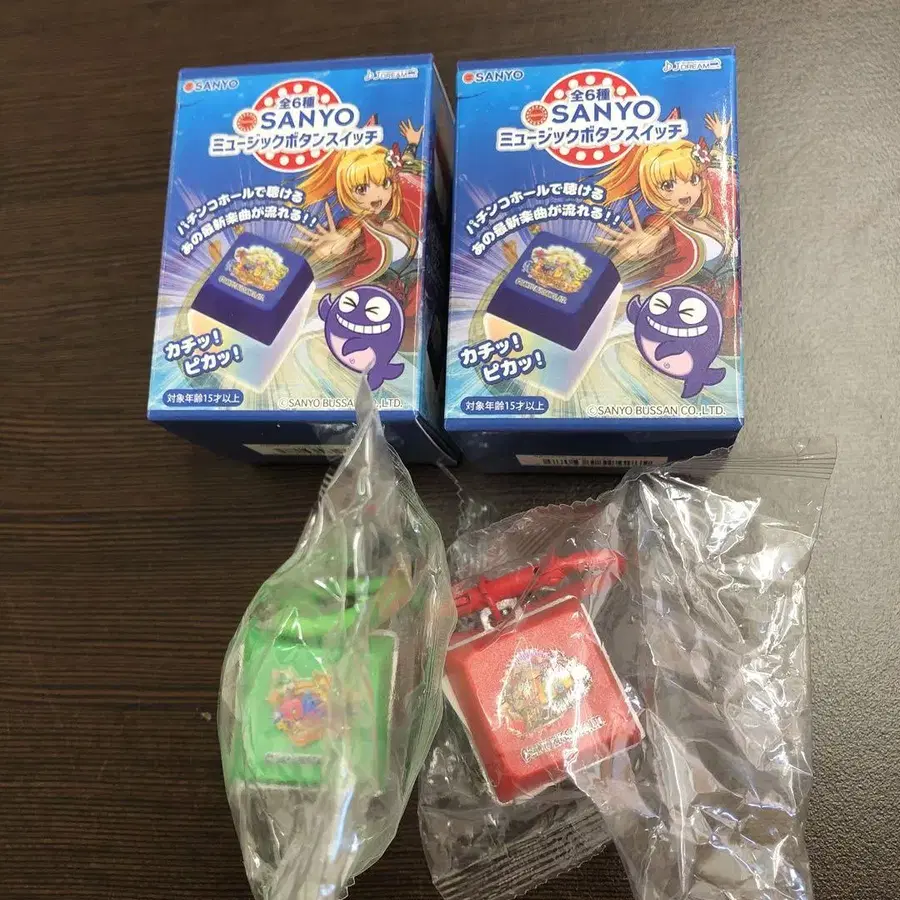 SANYO
J DREAM
全6種
SANYO
ミュージックボタンスイッチ
パチンコホールで聴ける
あの最新楽曲が流れる!!
©SANYO BUSSAN CO.,LTD.
カチッ!
ピカッ!
対象年齢15才以上
©SANYO BUSSAN CO.,LTD.
SANYO
J DREAM
全6種
SANYO
ミュージックボタンスイッチ
パチンコホールで聴ける
あの最新楽曲が流れる!!
カチッ!
ピカッ!
対象年齢15才以上
©SANYO BUSSAN CO.,LTD.